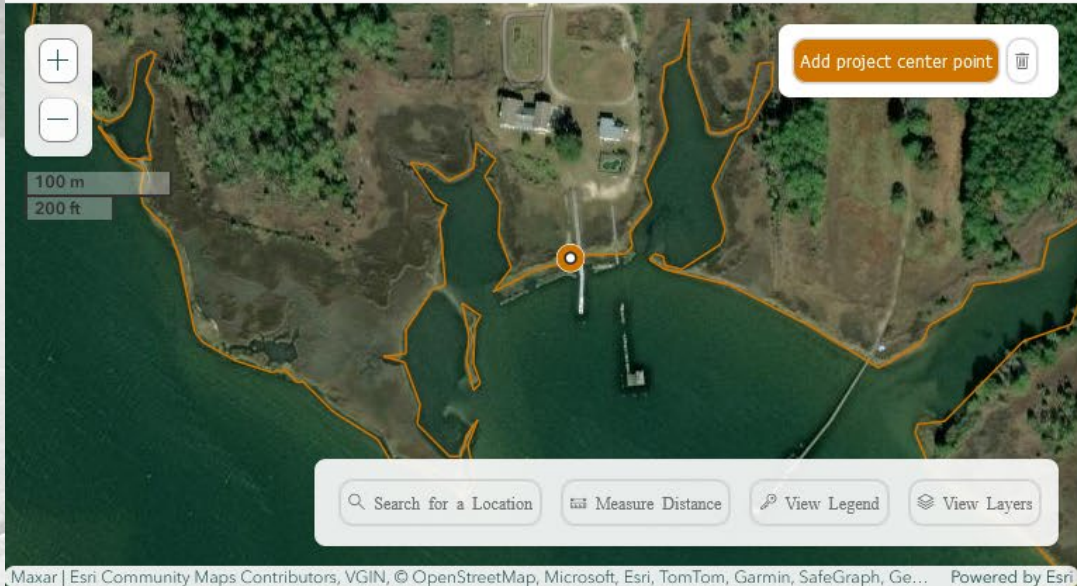 +
Add project center point
−
100 m
200 ft
Search for a Location
Measure Distance
View Legend
View Layers
Maxar | Esri Community Maps Contributors, VGIN, © OpenStreetMap, Microsoft, Esri, TomTom, Garmin, SafeGraph, Ge... Powered by Esri